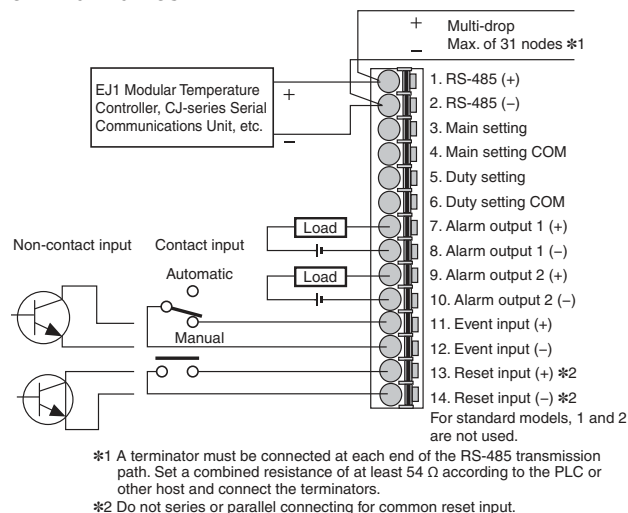 + Multi-drop
− Max. of 31 nodes ✻1
EJ1 Modular Temperature
Controller, CJ-series Serial
Communications Unit, etc.
+
−
1. RS-485 (+)
2. RS-485 (−)
3. Main setting
4. Main setting COM
5. Duty setting
6. Duty setting COM
7. Alarm output 1 (+)
8. Alarm output 1 (−)
9. Alarm output 2 (+)
10. Alarm output 2 (−)
11. Event input (+)
12. Event input (−)
13. Reset input (+) ✻2
14. Reset input (−) ✻2
For standard models, 1 and 2
are not used.
Load
Load
Non-contact input
Contact input
Automatic
Manual
✻1 A terminator must be connected at each end of the RS-485 transmission
path. Set a combined resistance of at least 54 Ω according to the PLC or
other host and connect the terminators.
✻2 Do not series or parallel connecting for common reset input.